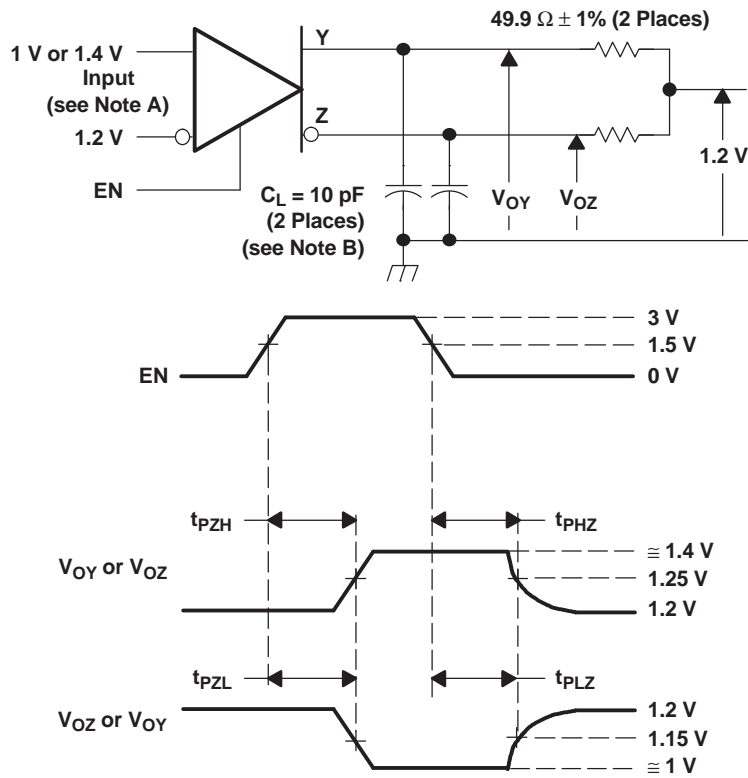 49.9 Ω ± 1% (2 Places)
Y
1 V or 1.4 V
Input
(see Note A)
Z
1.2 V
1.2 V
EN
C_L = 10 pF
(2 Places)
(see Note B)
V_OY
V_OZ
3 V
1.5 V
EN
0 V
t_PZH
t_PHZ
≅ 1.4 V
V_OY or V_OZ
1.25 V
1.2 V
t_PZL
t_PLZ
1.2 V
V_OZ or V_OY
1.15 V
≅ 1 V